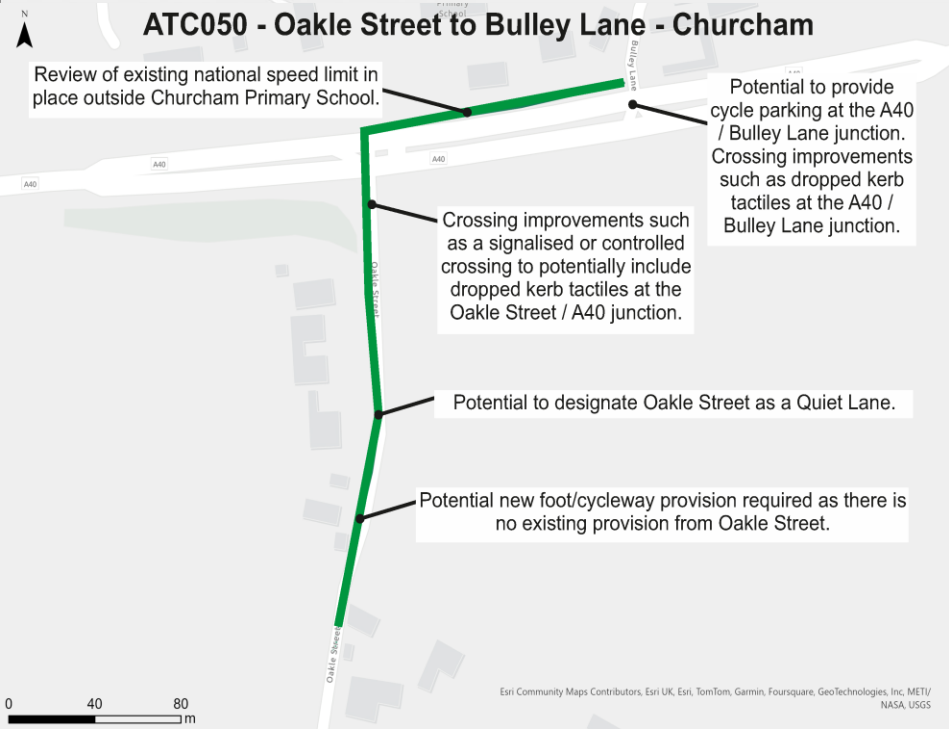 Primary
School
ATC050 - Oakle Street to Bulley Lane - Churcham
N
Review of existing national speed limit in
place outside Churcham Primary School.
Bulley Lane
A40
Potential to provide
cycle parking at the A40
/ Bulley Lane junction.
Crossing improvements
such as dropped kerb
tactiles at the A40 /
Bulley Lane junction.
A40
A40
A40
Crossing improvements such
as a signalised or controlled
crossing to potentially include
dropped kerb tactiles at the
Oakle Street / A40 junction.
Oakle Street
Potential to designate Oakle Street as a Quiet Lane.
Potential new foot/cycleway provision required as there is
no existing provision from Oakle Street.
Oakle Street
0 40 80
m
Esri Community Maps Contributors, Esri UK, Esri, TomTom, Garmin, Foursquare, GeoTechnologies, Inc, METI/
NASA, USGS